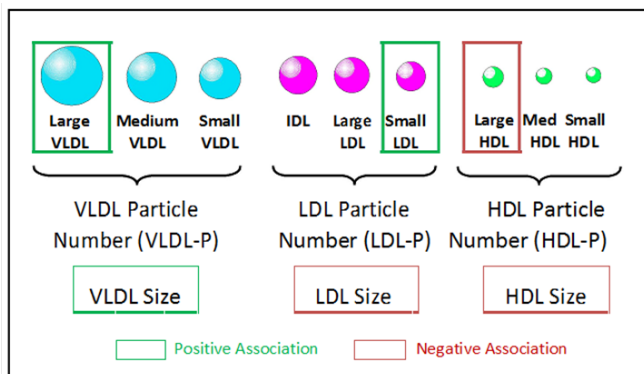 Large Medium Small IDL Large Small Large Med Small
VLDL VLDL VLDL LDL LDL HDL HDL HDL
VLDL Particle LDL Particle HDL Particle
Number (VLDL-P) Number (LDL-P) Number (HDL-P)
VLDL Size LDL Size HDL Size
Positive Association Negative Association